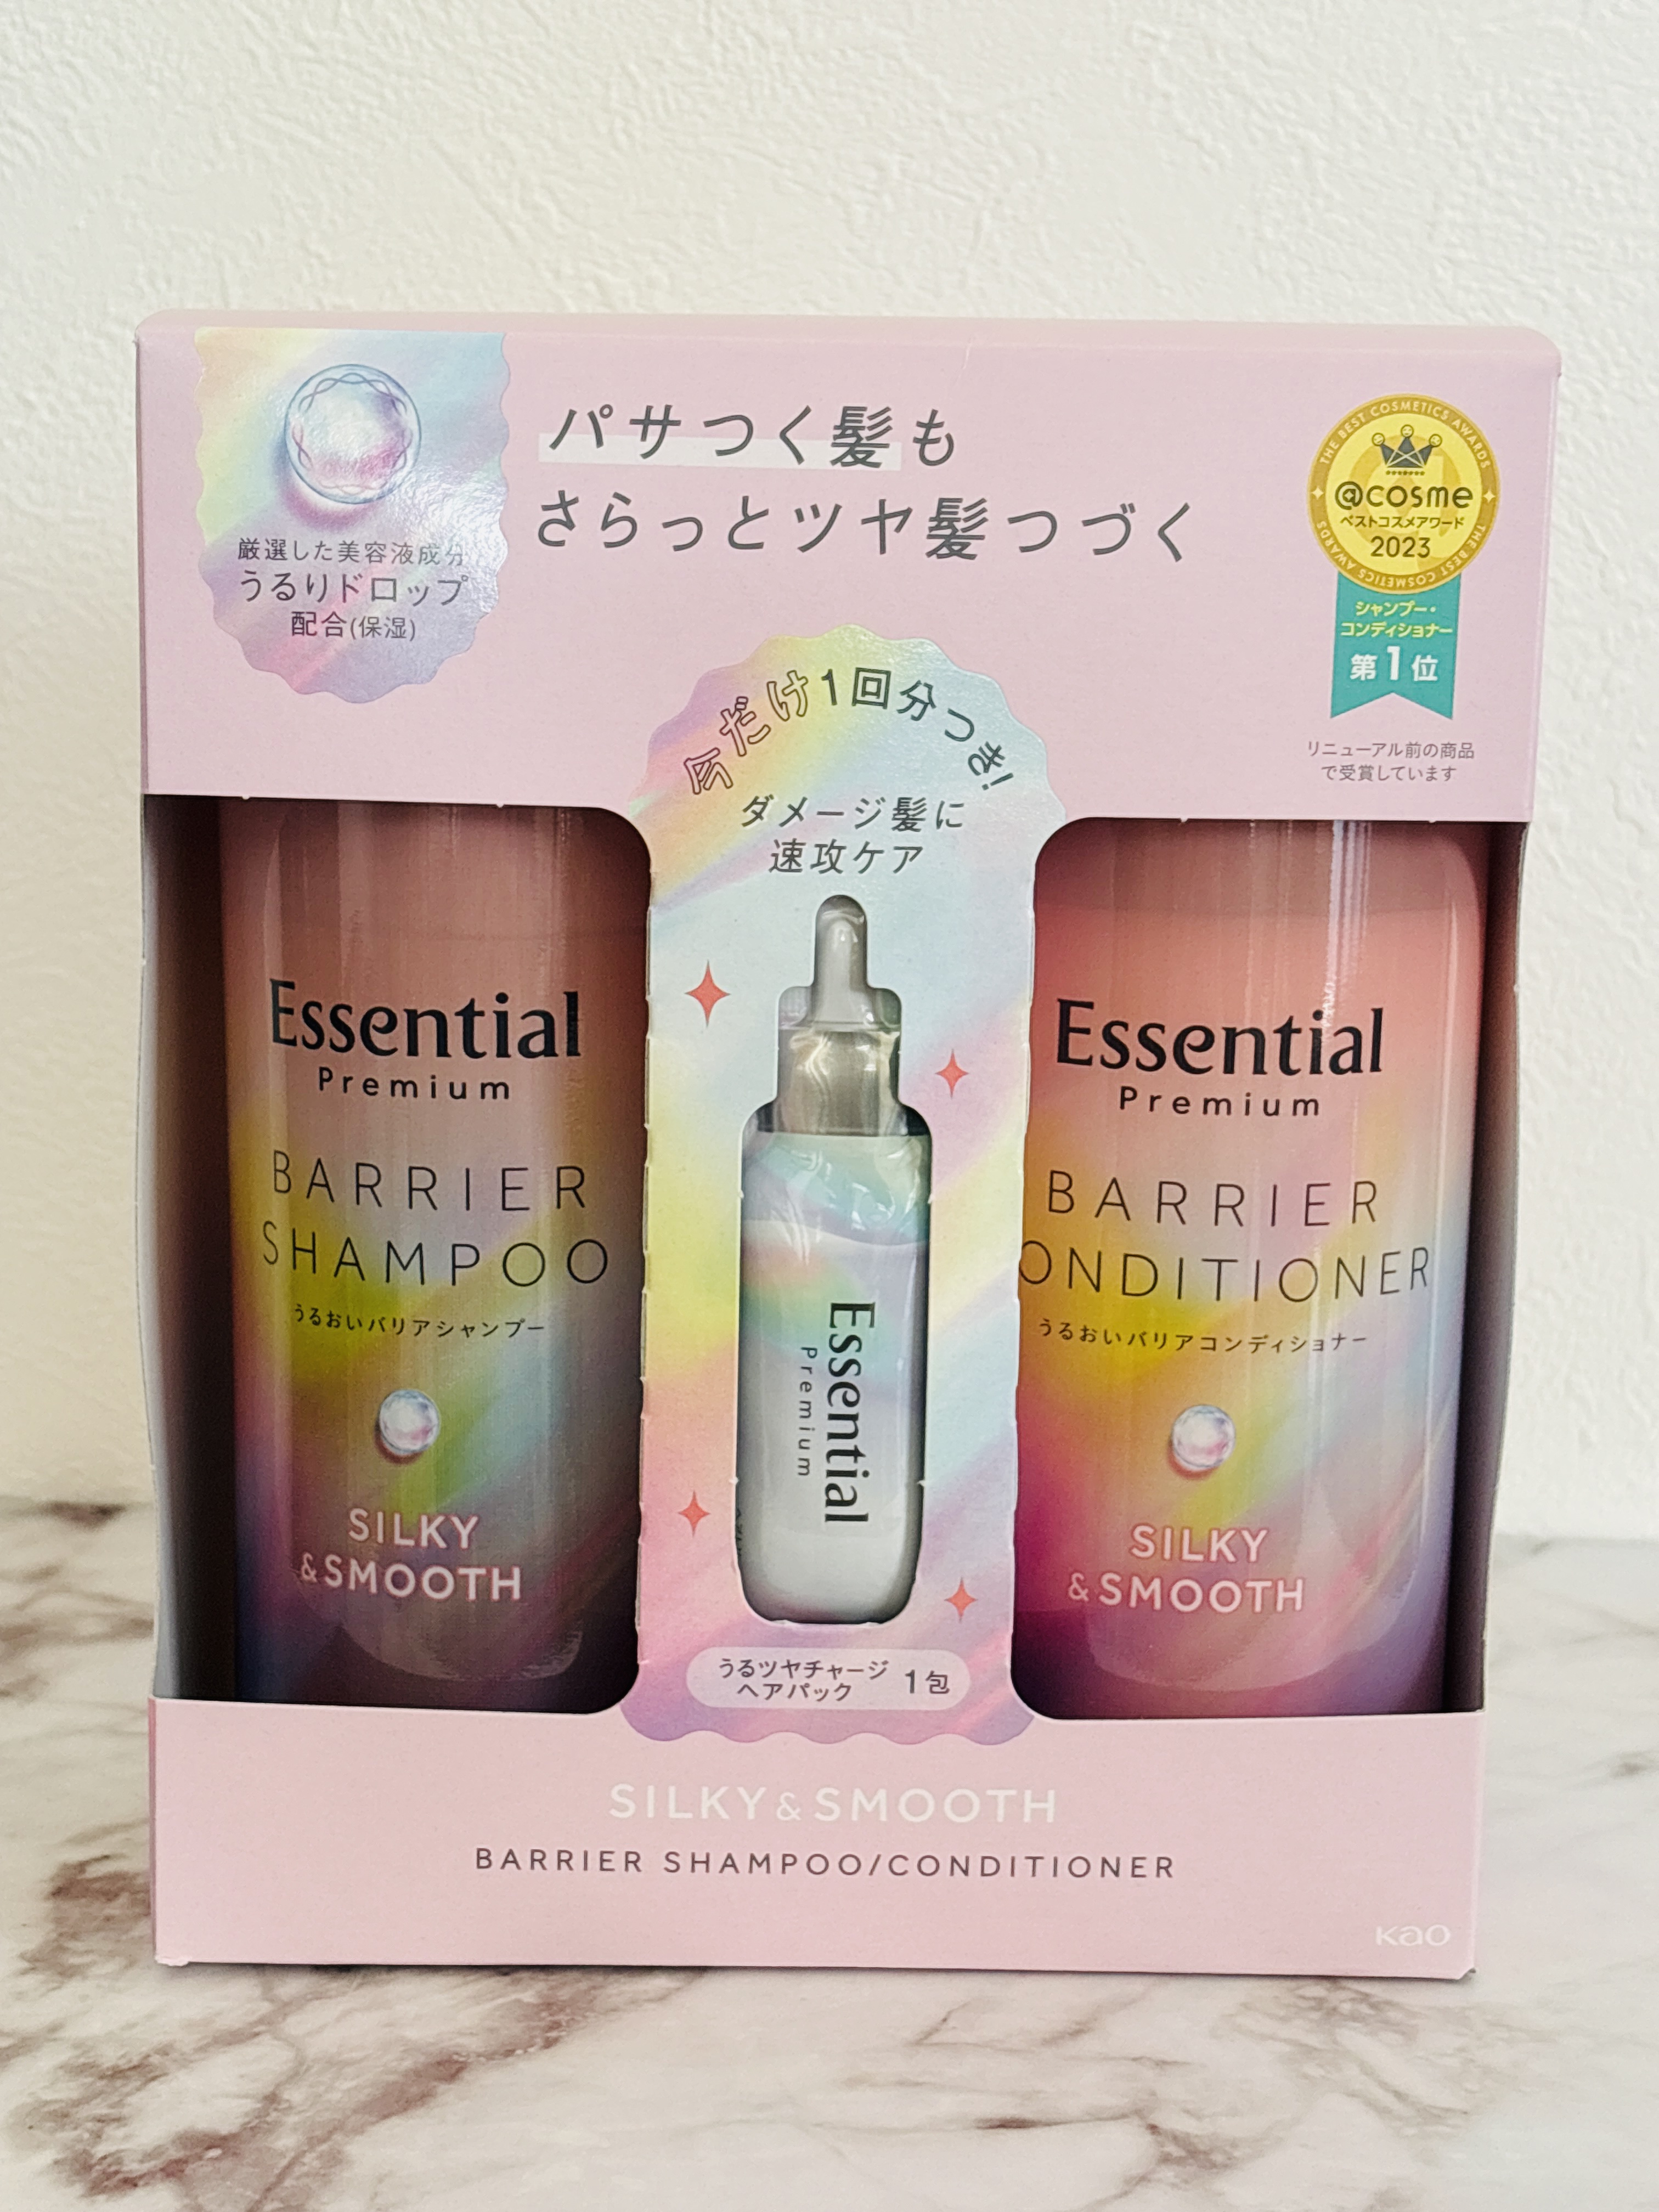 パサつく髪も
さらっとツヤ髪つづく
厳選した美容液成分
うるりドロップ
配合(保湿)
THE BEST COSMETICS AWARDS
@cosme
ベストコスメアワード
2023
THE BEST COSMETICS AWARDS
シャンプー・
コンディショナー
第1位
リニューアル前の商品
で受賞しています
今だけ1回分つき!
ダメージ髪に
速攻ケア
Essential
Premium
BARRIER
SHAMPOO
うるおいバリアシャンプー
SILKY
&SMOOTH
Essential
Premium
うるツヤチャージ
ヘアパック
1包
Essential
Premium
BARRIER
ONDITIONER
うるおいバリアコンディショナー
SILKY
&SMOOTH
SILKY&SMOOTH
BARRIER SHAMPOO/CONDITIONER
Kao